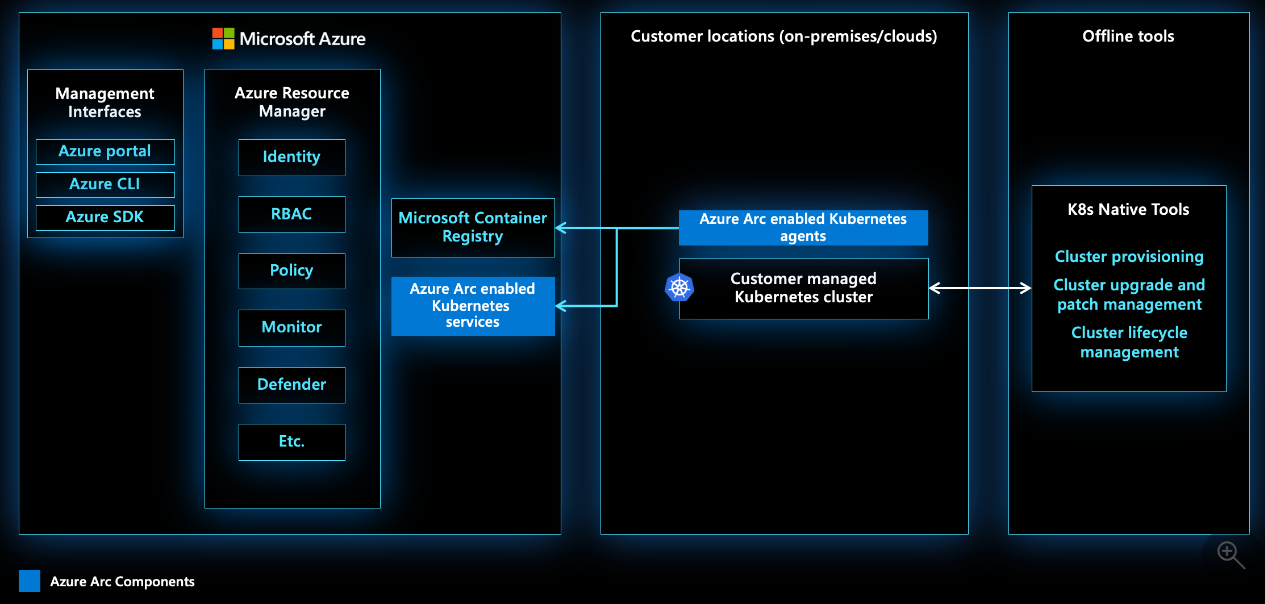 Microsoft Azure
Management
Interfaces
Azure portal
Azure CLI
Azure SDK
Azure Resource
Manager
Identity
RBAC
Policy
Monitor
Defender
Etc.
Microsoft Container
Registry
Azure Arc enabled
Kubernetes
services
Customer locations (on-premises/clouds)
Azure Arc enabled Kubernetes
agents
Customer managed
Kubernetes cluster
Offline tools
K8s Native Tools
Cluster provisioning
Cluster upgrade and
patch management
Cluster lifecycle
management
Azure Arc Components